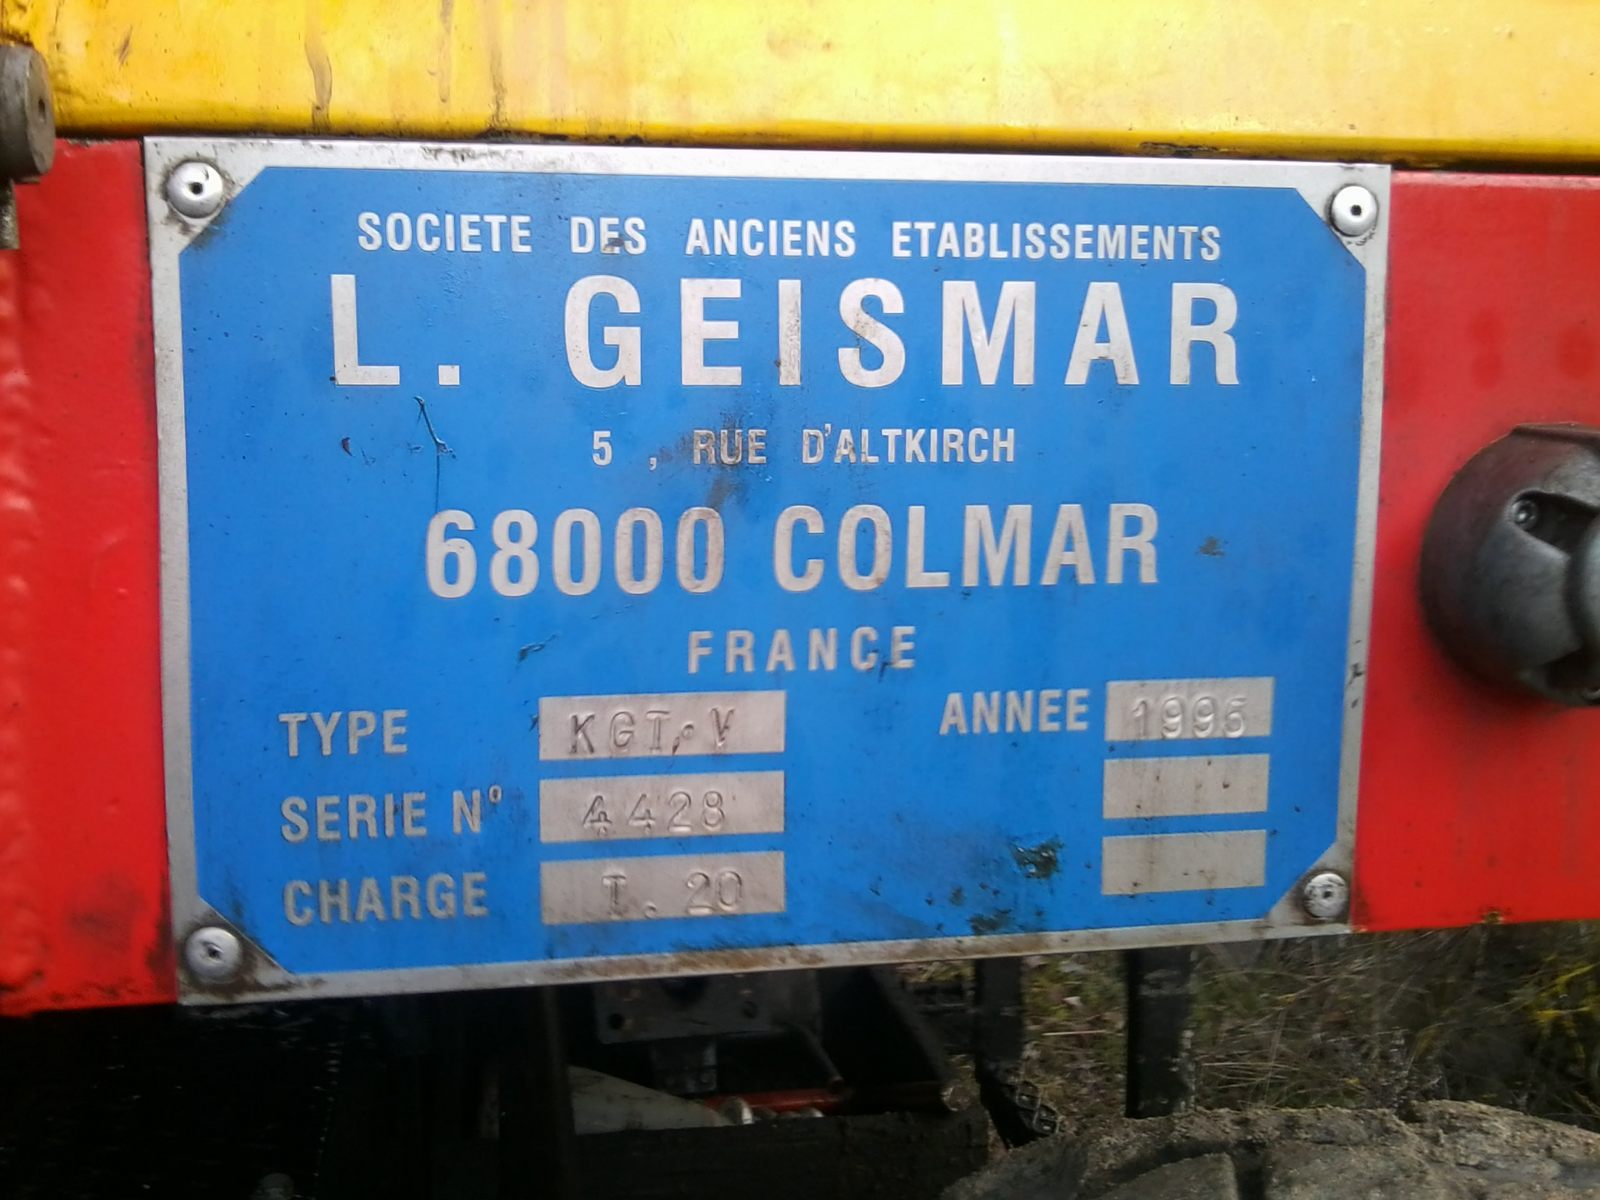 SOCIETE DES ANCIENS ETABLISSEMENTS
L. GEISMAR
5 , RUE D'ALTKIRCH
68000 COLMAR
FRANCE
TYPE KGT.V ANNEE 1995
SERIE Nº 4428
CHARGE T. 20